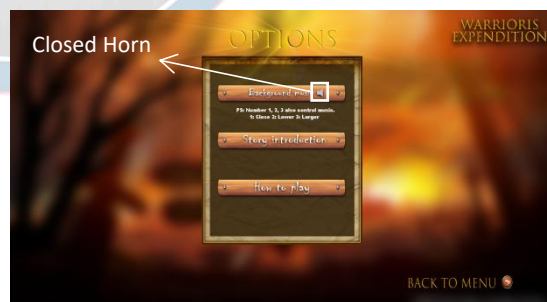 Closed Horn
OPTIONS
WARRIORIS
EXPENDITION
Background mus
PS: Number 1, 2, 3 also control music.
1: Close 2: Lower 3: Larger
Story introduction
How to play
BACK TO MENU